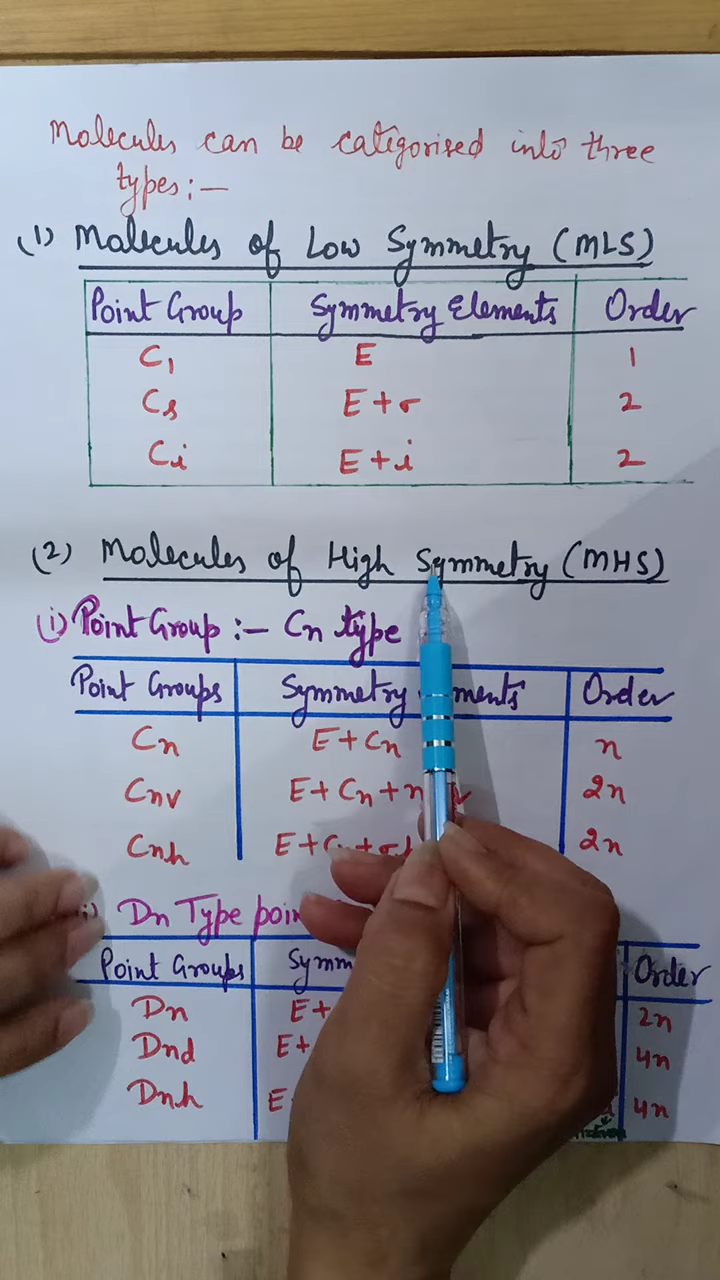 Molecules can be categorised into three
types:-
(1) Molecules of Low Symmetry (MLS)
Point Group Symmetry Elements Order
C1 E 1
Cs E+σ 2
Ci E+i 2
(2) Molecules of High Symmetry (MHS)
(i) Point Group:- Cn type
Point Groups Symmetry Order
Cn E+Cn n
Cnv E+Cn+n 2n
Cnh 2n
Dn Type
Point Groups Order
Dn E+ 2n
Dnd E+ 4n
Dnh E 4n